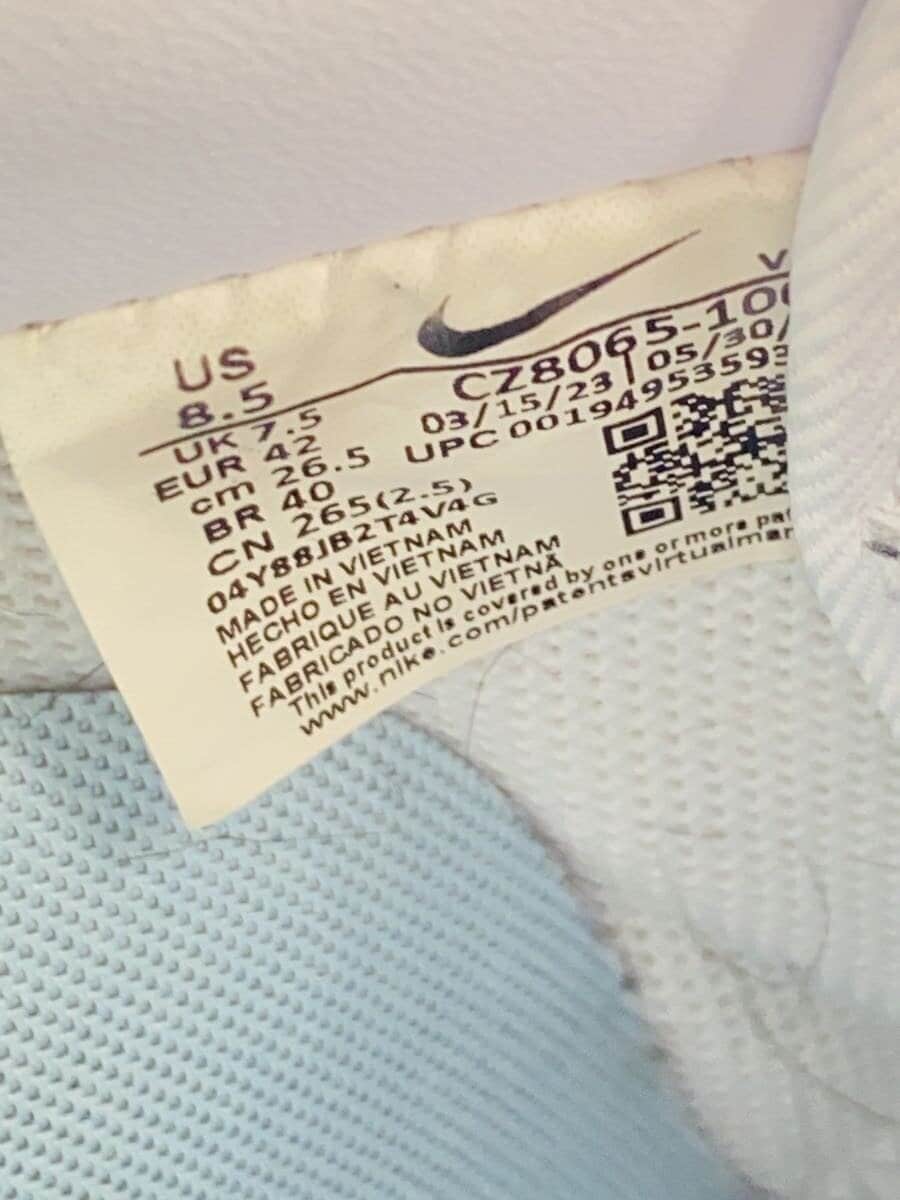 US
8.5
UK 7.5
EUR 42
cm 26.5
BR 40
CN 265(2.5)
04Y88JB2T4V4G
MADE IN VIETNAM
HECHO EN VIETNAM
FABRIQUE AU VIETNAM
FABRICADO NO VIETNÃ
This product is covered by one or more
www.nike.com/patentsvirtualmar
V
CZ8065-10
03/15/23 | 05/30/
UPC 0019495359